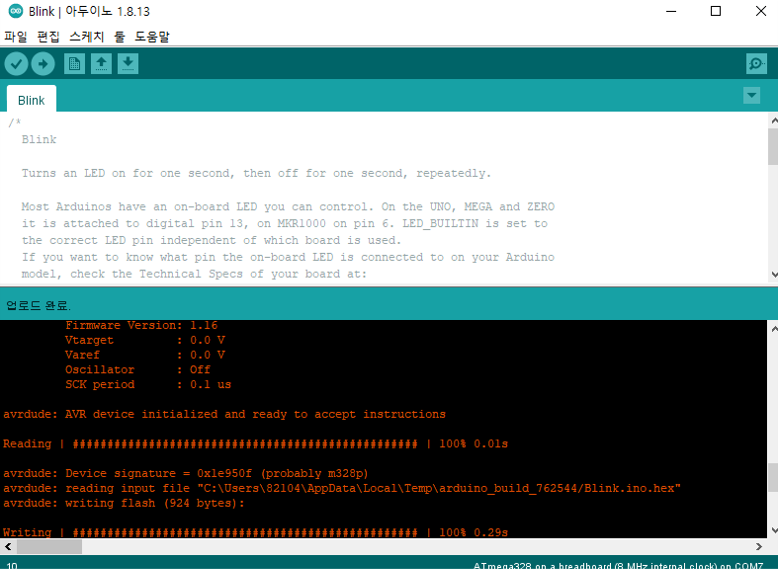 Blink | 아두이노 1.8.13
파일 편집 스케치 툴 도움말
Blink
/*
Blink
Turns an LED on for one second, then off for one second, repeatedly.
Most Arduinos have an on-board LED you can control. On the UNO, MEGA and ZERO
it is attached to digital pin 13, on MKR1000 on pin 6. LED_BUILTIN is set to
the correct LED pin independent of which board is used.
If you want to know what pin the on-board LED is connected to on your Arduino
model, check the Technical Specs of your board at:
업로드 완료.
Firmware Version: 1.16
Vtarget : 0.0 V
Varef : 0.0 V
Oscillator : Off
SCK period : 0.1 us
avrdude: AVR device initialized and ready to accept instructions
Reading | ################################################## | 100% 0.01s
avrdude: Device signature = 0x1e950f (probably m328p)
avrdude: reading input file "C:\Users\82104\AppData\Local\Temp\arduino_build_762544/Blink.ino.hex"
avrdude: writing flash (924 bytes):
Writing | ################################################## | 100% 0.29s
10
ATmega328 on a breadboard (8 MHz internal clock) on COM7